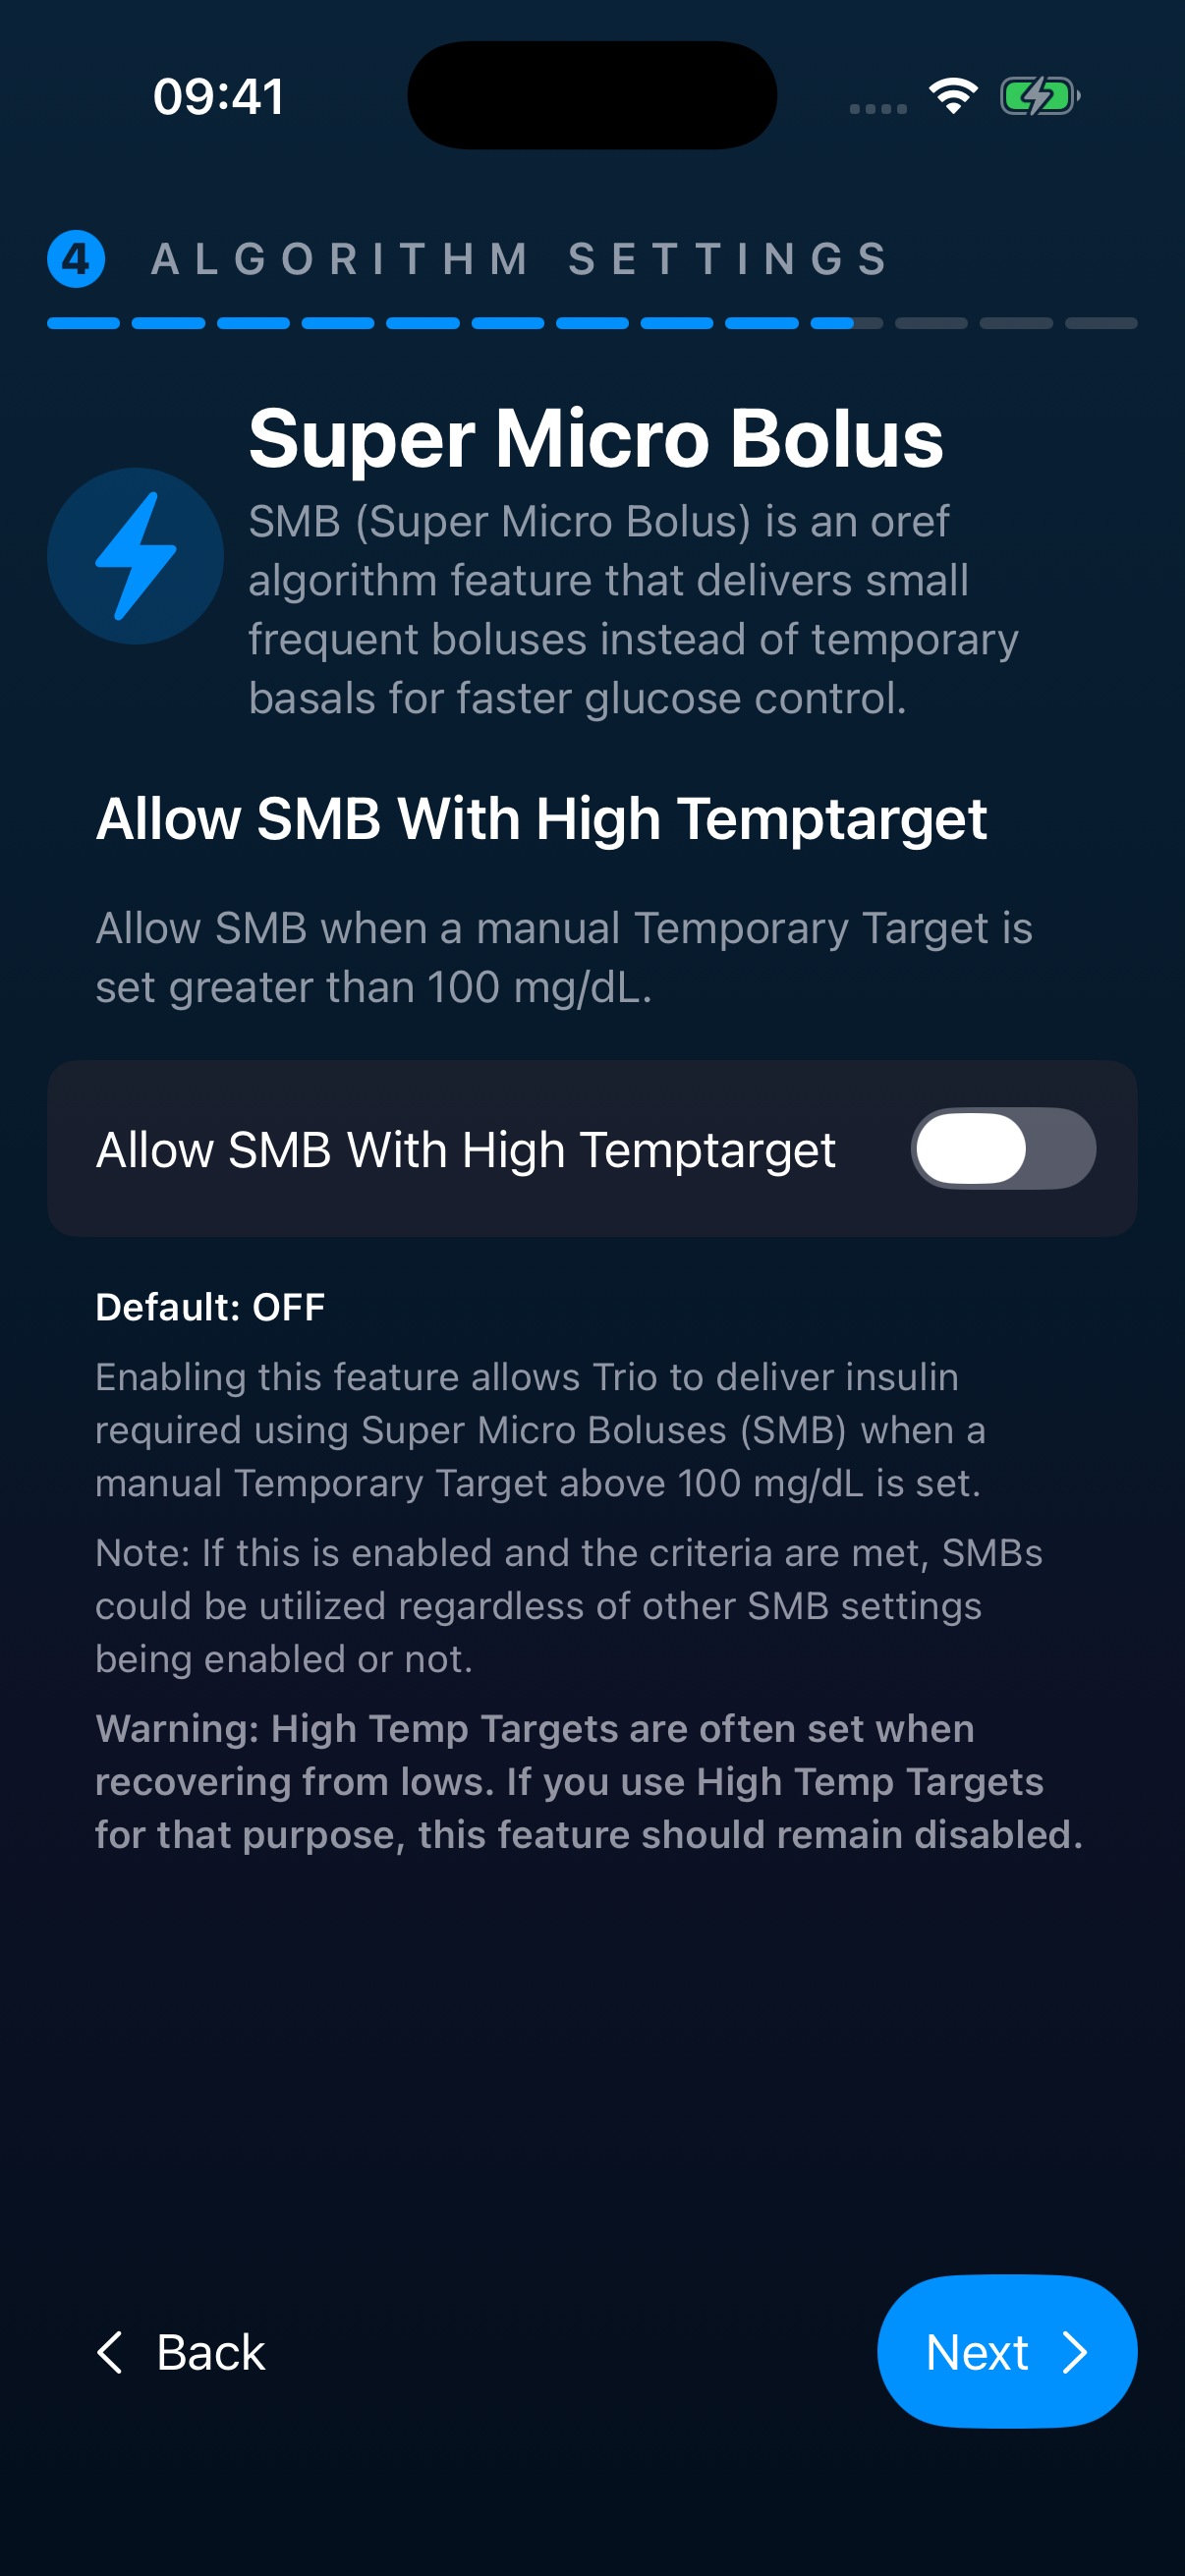 09:41
4 ALGORITHM SETTINGS
Super Micro Bolus
SMB (Super Micro Bolus) is an oref
algorithm feature that delivers small
frequent boluses instead of temporary
basals for faster glucose control.
Allow SMB With High Temptarget
Allow SMB when a manual Temporary Target is
set greater than 100 mg/dL.
Allow SMB With High Temptarget
Default: OFF
Enabling this feature allows Trio to deliver insulin
required using Super Micro Boluses (SMB) when a
manual Temporary Target above 100 mg/dL is set.
Note: If this is enabled and the criteria are met, SMBs
could be utilized regardless of other SMB settings
being enabled or not.
Warning: High Temp Targets are often set when
recovering from lows. If you use High Temp Targets
for that purpose, this feature should remain disabled.
Back
Next